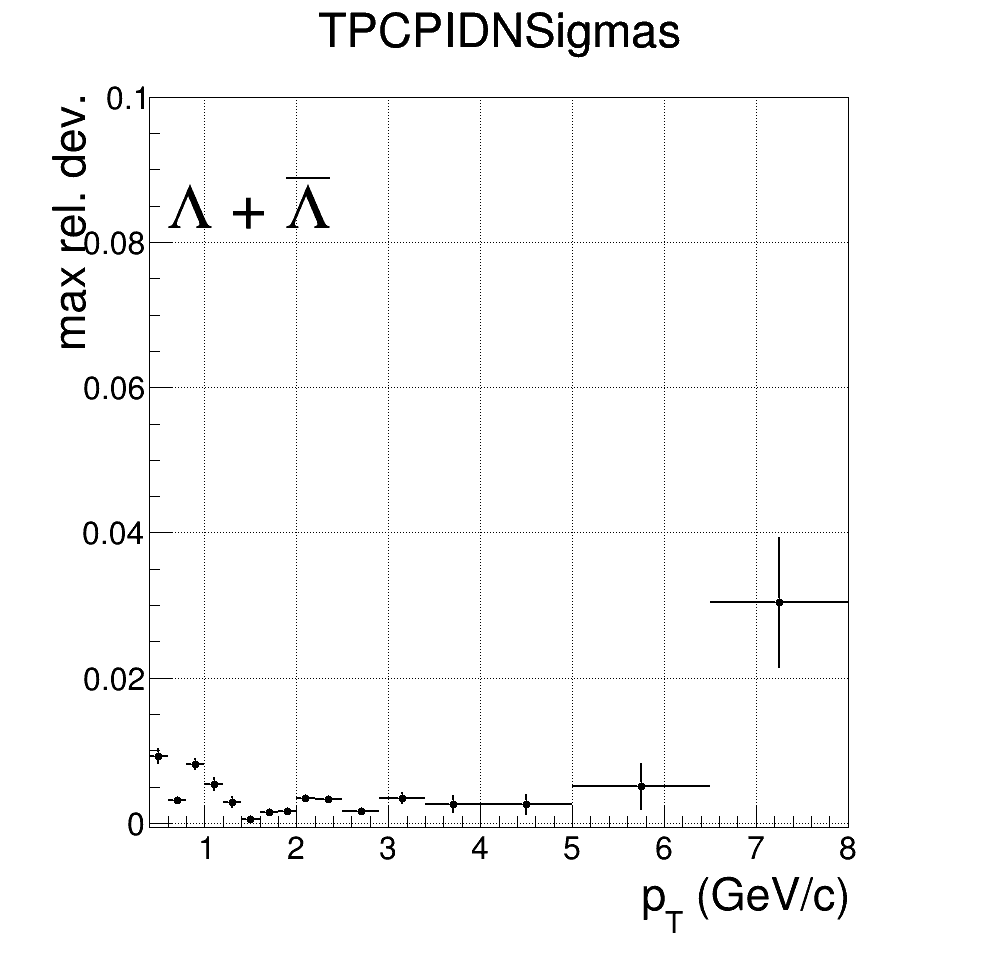 TPCPIDNSigmas
max rel. dev.
0.1
0.08
0.06
0.04
0.02
0
Λ + Λ̅
1 2 3 4 5 6 7 8
p_T (GeV/c)